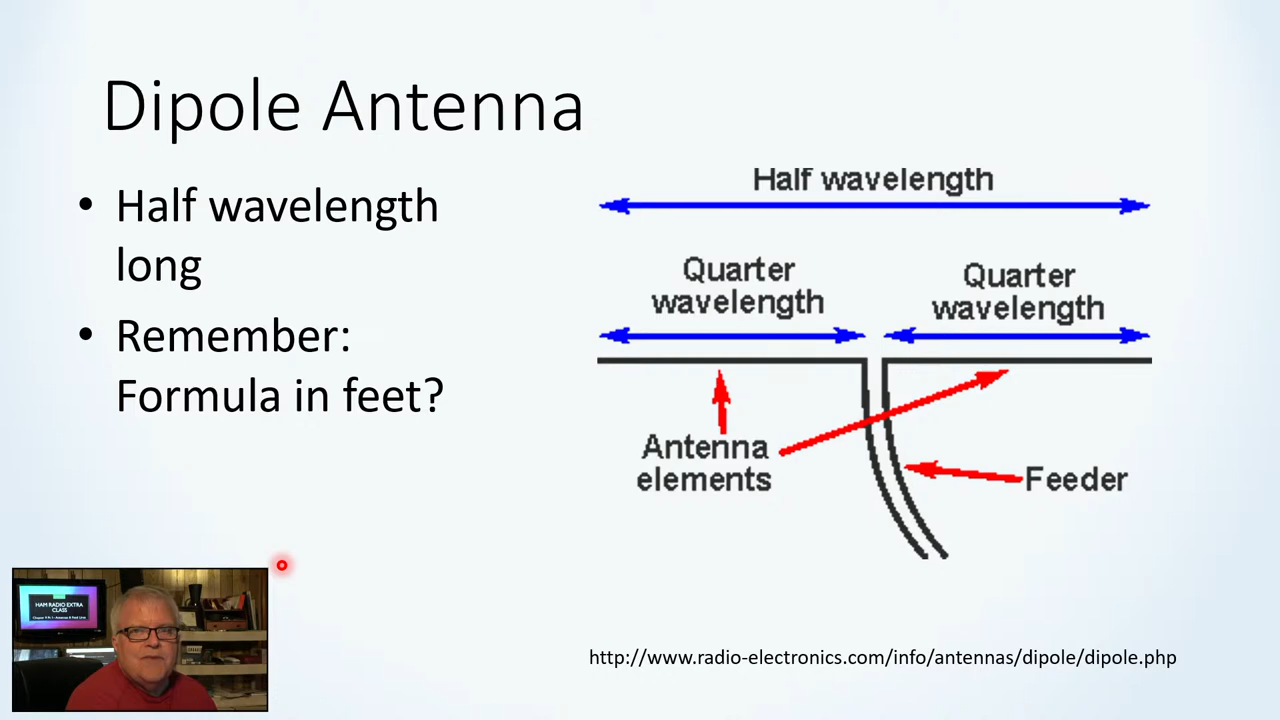 Dipole Antenna
• Half wavelength
long
• Remember:
Formula in feet?
Half wavelength
Quarter
wavelength
Quarter
wavelength
Antenna
elements
Feeder
HAM RADIO EXTRA
CLASS
http://www.radio-electronics.com/info/antennas/dipole/dipole.php